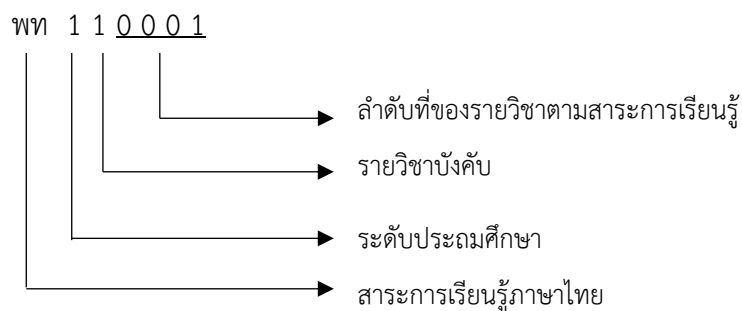 พท 1 1 0 0 0 1
ลำดับที่ของรายวิชาตามสาระการเรียนรู้
รายวิชาบังคับ
ระดับประถมศึกษา
สาระการเรียนรู้ภาษาไทย